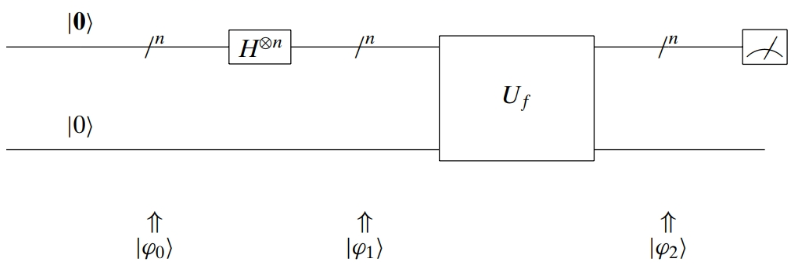 |𝟎⟩
/ⁿ H^{⊗n} /ⁿ /ⁿ
U_f
|0⟩
⇑ ⇑ ⇑
|φ₀⟩ |φ₁⟩ |φ₂⟩